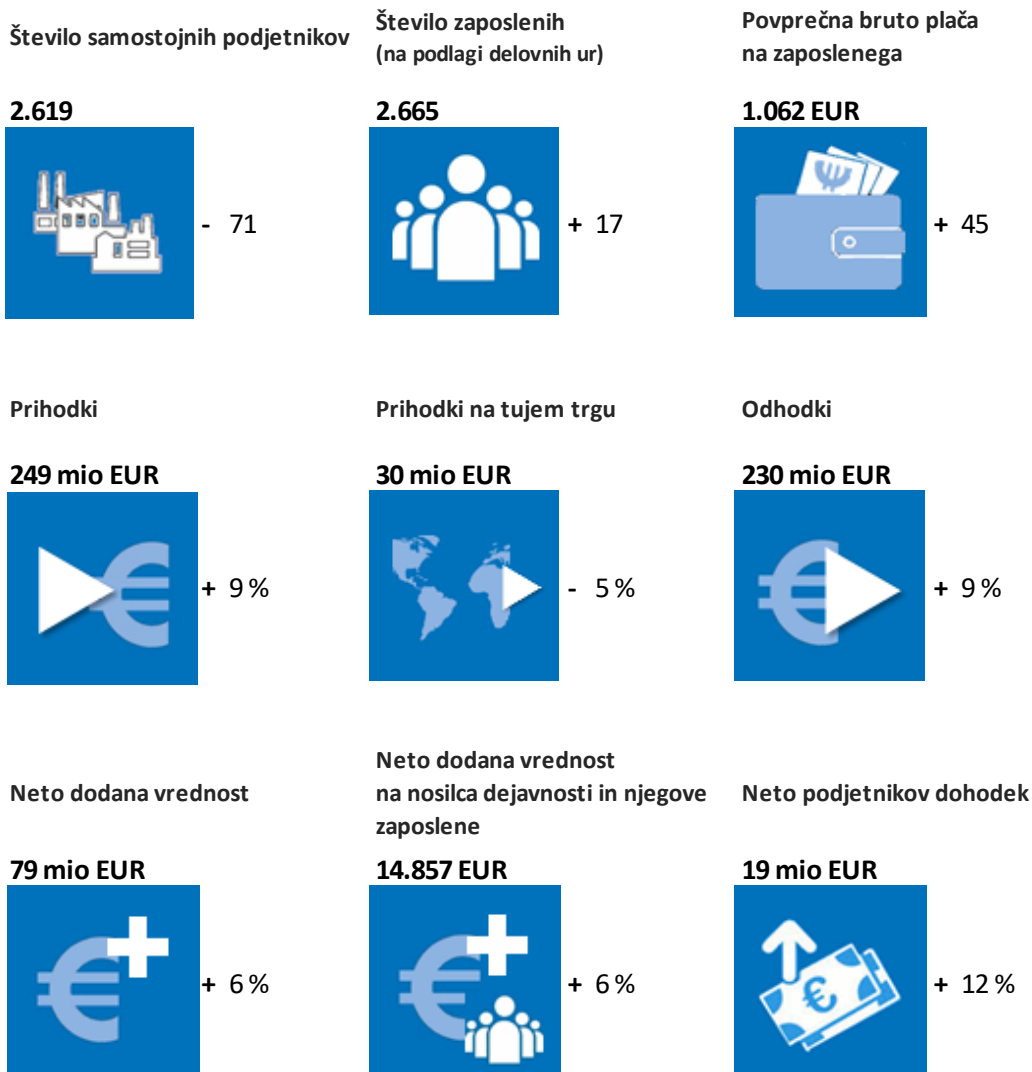 Število samostojnih podjetnikov
2.619
- 71
Število zaposlenih
(na podlagi delovnih ur)
2.665
+ 17
Povprečna bruto plača
na zaposlenega
1.062 EUR
+ 45
Prihodki
249 mio EUR
+ 9 %
Prihodki na tujem trgu
30 mio EUR
- 5 %
Odhodki
230 mio EUR
+ 9 %
Neto dodana vrednost
79 mio EUR
+ 6 %
Neto dodana vrednost
na nosilca dejavnosti in njegove
zaposlene
14.857 EUR
+ 6 %
Neto podjetnikov dohodek
19 mio EUR
+ 12 %